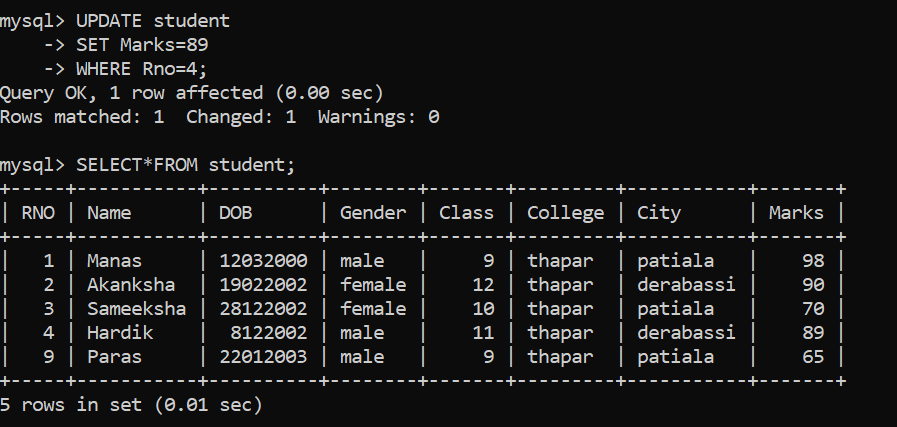 mysql> UPDATE student
    -> SET Marks=89
    -> WHERE Rno=4;
Query OK, 1 row affected (0.00 sec)
Rows matched: 1  Changed: 1  Warnings: 0

mysql> SELECT*FROM student;
+-----+-----------+----------+--------+-------+---------+-----------+-------+
| RNO | Name      | DOB      | Gender | Class | College | City      | Marks |
+-----+-----------+----------+--------+-------+---------+-----------+-------+
|   1 | Manas     | 12032000 | male   |     9 | thapar  | patiala   |    98 |
|   2 | Akanksha  | 19022002 | female |    12 | thapar  | derabassi |    90 |
|   3 | Sameeksha | 28122002 | female |    10 | thapar  | patiala   |    70 |
|   4 | Hardik    |  8122002 | male   |    11 | thapar  | derabassi |    89 |
|   9 | Paras     | 22012003 | male   |     9 | thapar  | patiala   |    65 |
+-----+-----------+----------+--------+-------+---------+-----------+-------+
5 rows in set (0.01 sec)